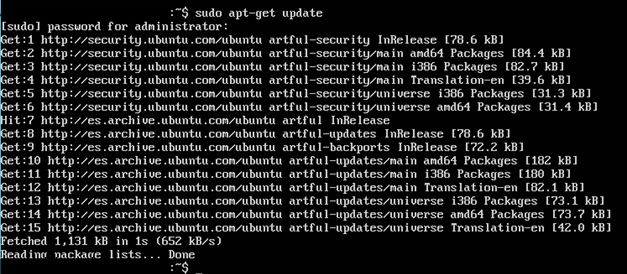 :~$ sudo apt-get update
[sudo] password for administrator:
Get:1 http://security.ubuntu.com/ubuntu artful-security InRelease [78.6 kB]
Get:2 http://security.ubuntu.com/ubuntu artful-security/main amd64 Packages [84.4 kB]
Get:3 http://security.ubuntu.com/ubuntu artful-security/main i386 Packages [82.7 kB]
Get:4 http://security.ubuntu.com/ubuntu artful-security/main Translation-en [39.6 kB]
Get:5 http://security.ubuntu.com/ubuntu artful-security/universe i386 Packages [31.3 kB]
Get:6 http://security.ubuntu.com/ubuntu artful-security/universe amd64 Packages [31.4 kB]
Hit:7 http://es.archive.ubuntu.com/ubuntu artful InRelease
Get:8 http://es.archive.ubuntu.com/ubuntu artful-updates InRelease [78.6 kB]
Get:9 http://es.archive.ubuntu.com/ubuntu artful-backports InRelease [72.2 kB]
Get:10 http://es.archive.ubuntu.com/ubuntu artful-updates/main amd64 Packages [182 kB]
Get:11 http://es.archive.ubuntu.com/ubuntu artful-updates/main i386 Packages [180 kB]
Get:12 http://es.archive.ubuntu.com/ubuntu artful-updates/main Translation-en [82.1 kB]
Get:13 http://es.archive.ubuntu.com/ubuntu artful-updates/universe i386 Packages [73.1 kB]
Get:14 http://es.archive.ubuntu.com/ubuntu artful-updates/universe amd64 Packages [73.7 kB]
Get:15 http://es.archive.ubuntu.com/ubuntu artful-updates/universe Translation-en [42.0 kB]
Fetched 1,131 kB in 1s (652 kB/s)
Reading package lists... Done
:~$ _